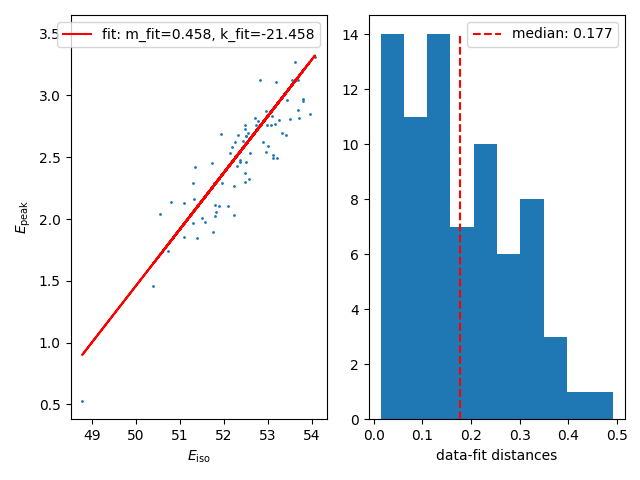 fit: m_fit=0.458, k_fit=-21.458
3.5
3.0
2.5
2.0
1.5
1.0
0.5
E_peak
49 50 51 52 53 54
E_iso
median: 0.177
14
12
10
8
6
4
2
0
0.0 0.1 0.2 0.3 0.4 0.5
data-fit distances